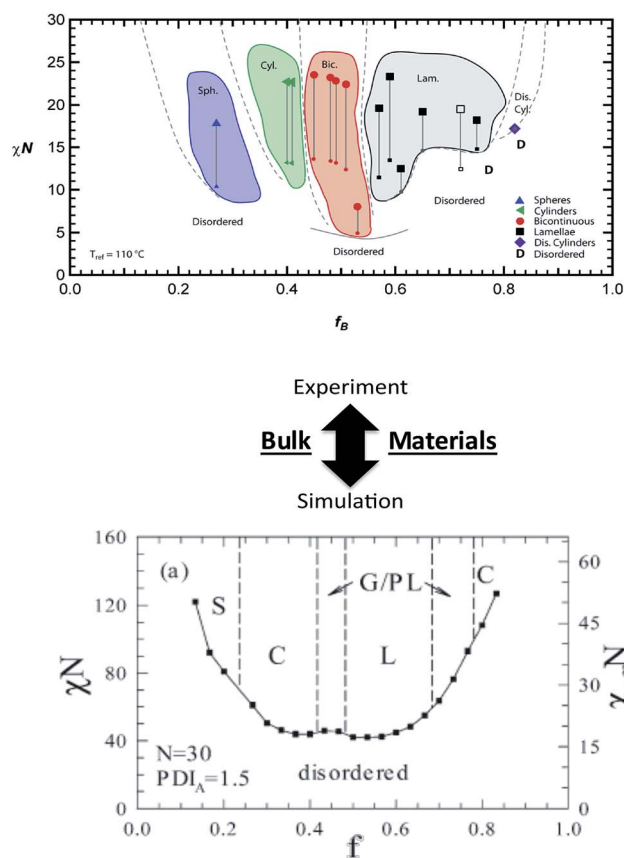 30
25
20
15
10
5
0
χN
Sph.
Cyl.
Bic.
Lam.
Dis.
Cyl.
D
D
Disordered
Disordered
Disordered
T_ref = 110 °C
Spheres
Cylinders
Bicontinuous
Lamellae
Dis. Cylinders
D Disordered
0.0 0.2 0.4 0.6 0.8 1.0
f_B
Experiment
Bulk Materials
Simulation
160
120
80
40
0
χN
(a)
S
C
G/PL
L
C
N=30
PDI_A=1.5
disordered
60
45
30
15
0
N
0.0 0.2 0.4 0.6 0.8 1.0
f